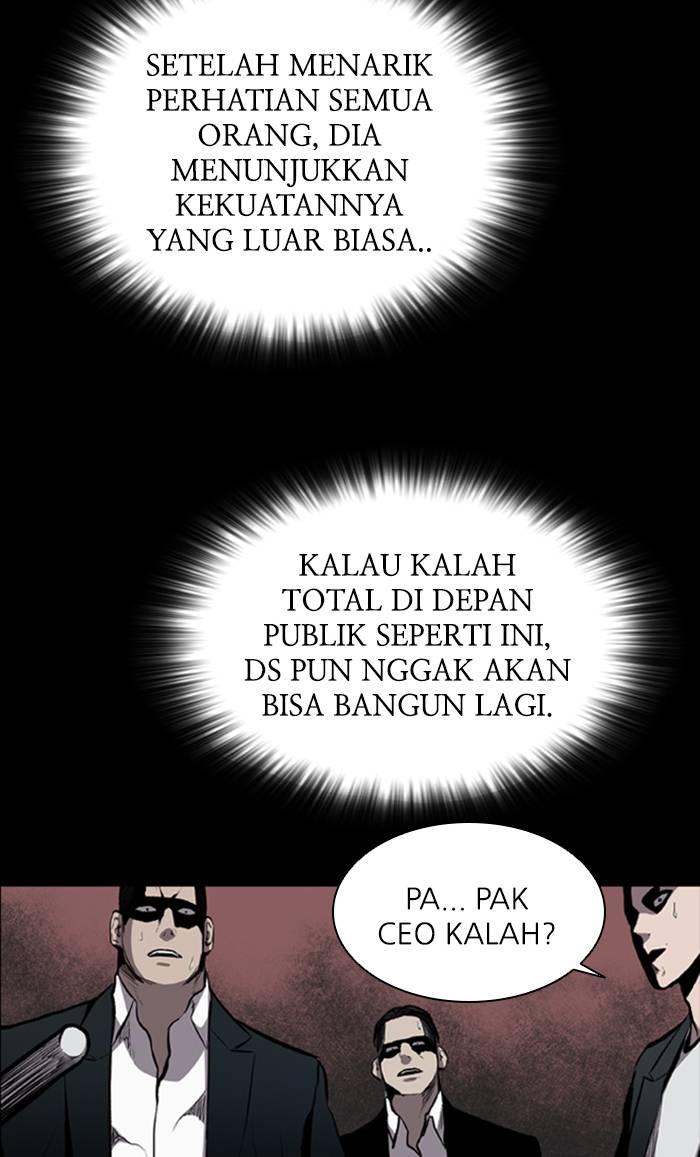 SETELAH MENARIK
PERHATIAN SEMUA
ORANG, DIA
MENUNJUKKAN
KEKUATANNYA
YANG LUAR BIASA..
KALAU KALAH
TOTAL DI DEPAN
PUBLIK SEPERTI INI,
DS PUN NGGAK AKAN
BISA BANGUN LAGI.
PA... PAK
CEO KALAH?